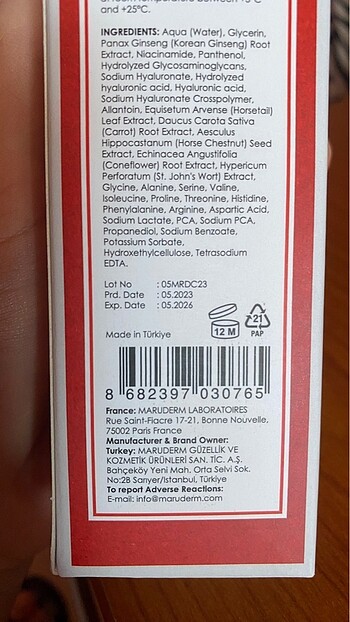 and +25°C.
INGREDIENTS: Aqua (Water), Glycerin,
Panax Ginseng (Korean Ginseng) Root
Extract, Niacinamide, Panthenol,
Hydrolyzed Glycosaminoglycans,
Sodium Hyaluronate, Hydrolyzed
hyaluronic acid, Hyaluronic acid,
Sodium Hyaluronate Crosspolymer,
Allantoin, Equisetum Arvense (Horsetail)
Leaf Extract, Daucus Carota Sativa
(Carrot) Root Extract, Aesculus
Hippocastanum (Horse Chestnut) Seed
Extract, Echinacea Angustifolia
(Coneflower) Root Extract, Hypericum
Perforatum (St. John's Wort) Extract,
Glycine, Alanine, Serine, Valine,
Isoleucine, Proline, Threonine, Histidine,
Phenylalanine, Arginine, Aspartic Acid,
Sodium Lactate, PCA, Sodium PCA,
Propanediol, Sodium Benzoate,
Potassium Sorbate,
Hydroxyethylcellulose, Tetrasodium
EDTA.
Lot No : 05MRDC23
Prd. Date : 05.2023
Exp. Date : 05.2026
Made in Türkiye
12 M
21
PAP
8 682397 030765
France: MARUDERM LABORATOIRES
Rue Saint-Fiacre 17-21, Bonne Nouvelle,
75002 Paris France
Manufacturer & Brand Owner:
Turkey: MARUDERM GÜZELLİK VE
KOZMETİK ÜRÜNLERİ SAN. TİC. A.Ş.
Bahçeköy Yeni Mah. Orta Selvi Sok.
No:2B Sarıyer/İstanbul, Türkiye
To report Adverse Reactions:
E-mail: info@maruderm.com